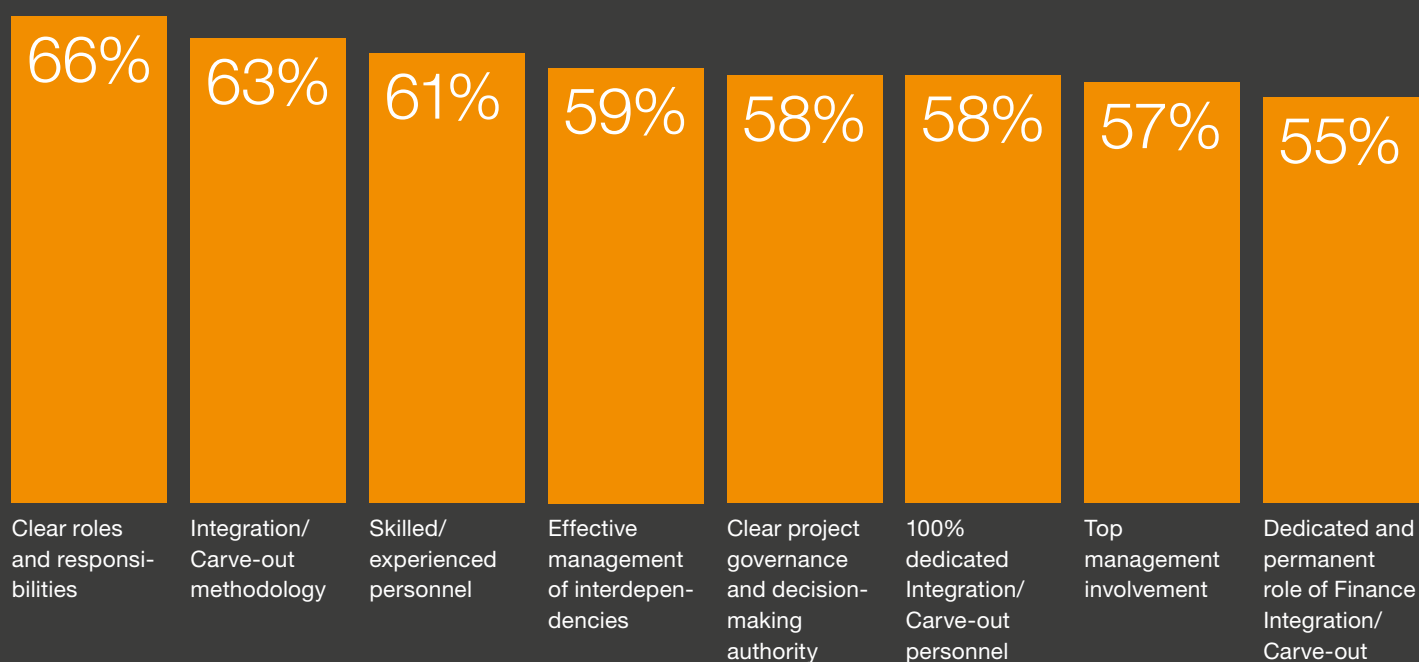 66%
63%
61%
59%
58%
58%
57%
55%
Clear roles
and responsi-
bilities
Integration/
Carve-out
methodology
Skilled/
experienced
personnel
Effective
management
of interdepen-
dencies
Clear project
governance
and decision-
making
authority
100%
dedicated
Integration/
Carve-out
personnel
Top
management
involvement
Dedicated and
permanent
role of Finance
Integration/
Carve-out